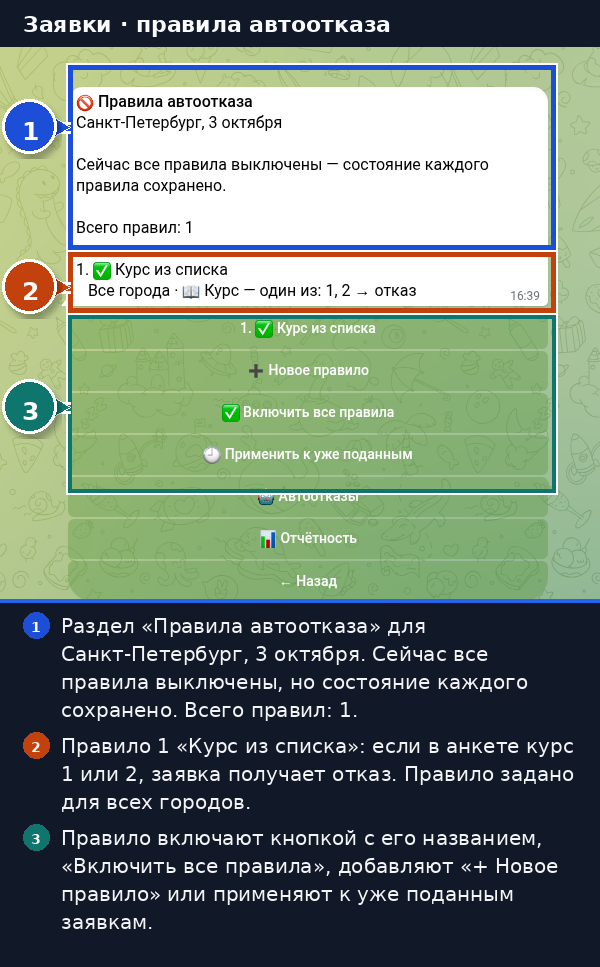 Заявки · правила автоотказа
🚫 Правила автоотказа
Санкт-Петербург, 3 октября
1
Сейчас все правила выключены — состояние каждого
правила сохранено.
Всего правил: 1
1. ✅ Курс из списка
2
Все города · 📖 Курс — один из: 1, 2 → отказ
16:39
1. ✅ Курс из списка
➕ Новое правило
3
✅ Включить все правила
🕘 Применить к уже поданным
🤖 Автоотказы
📊 Отчётность
← Назад
1 Раздел «Правила автоотказа» для
Санкт-Петербург, 3 октября. Сейчас все
правила выключены, но состояние каждого
сохранено. Всего правил: 1.
2 Правило 1 «Курс из списка»: если в анкете курс
1 или 2, заявка получает отказ. Правило задано
для всех городов.
3 Правило включают кнопкой с его названием,
«Включить все правила», добавляют «+ Новое
правило» или применяют к уже поданным
заявкам.